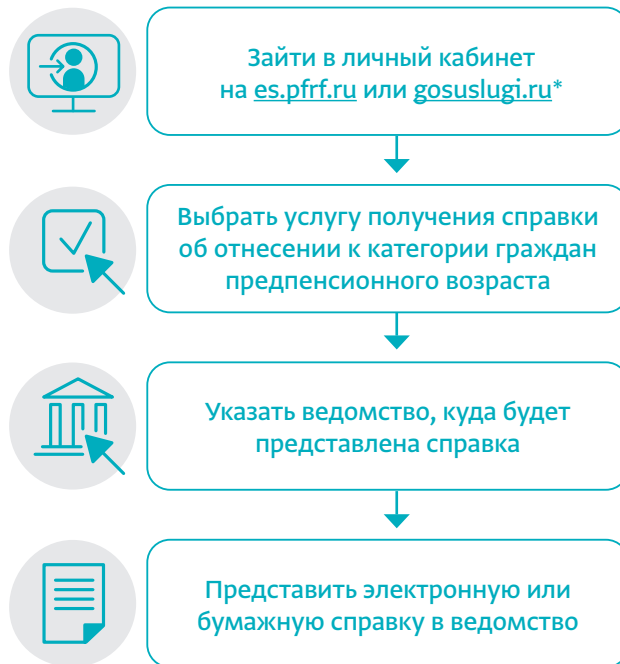 Зайти в личный кабинет
на es.pfrf.ru или gosuslugi.ru*
Выбрать услугу получения справки
об отнесении к категории граждан
предпенсионного возраста
Указать ведомство, куда будет
представлена справка
Представить электронную или
бумажную справку в ведомство